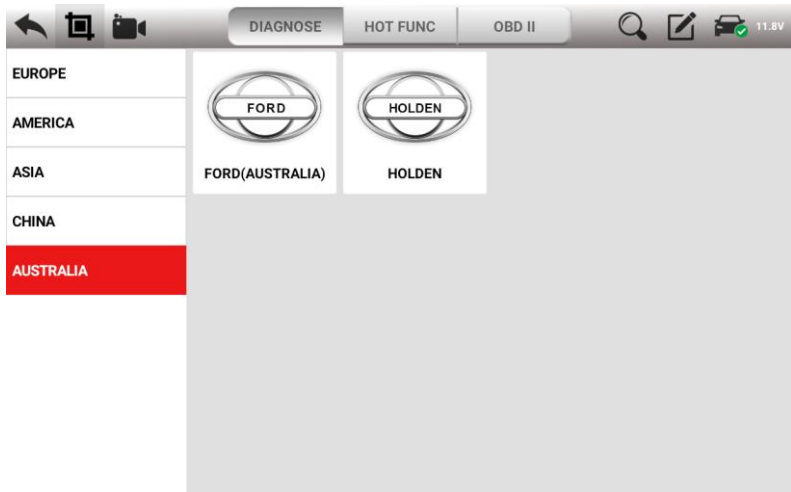 DIAGNOSE HOT FUNC OBD II 11.8V
EUROPE
AMERICA
ASIA
CHINA
AUSTRALIA
FORD HOLDEN
FORD(AUSTRALIA) HOLDEN